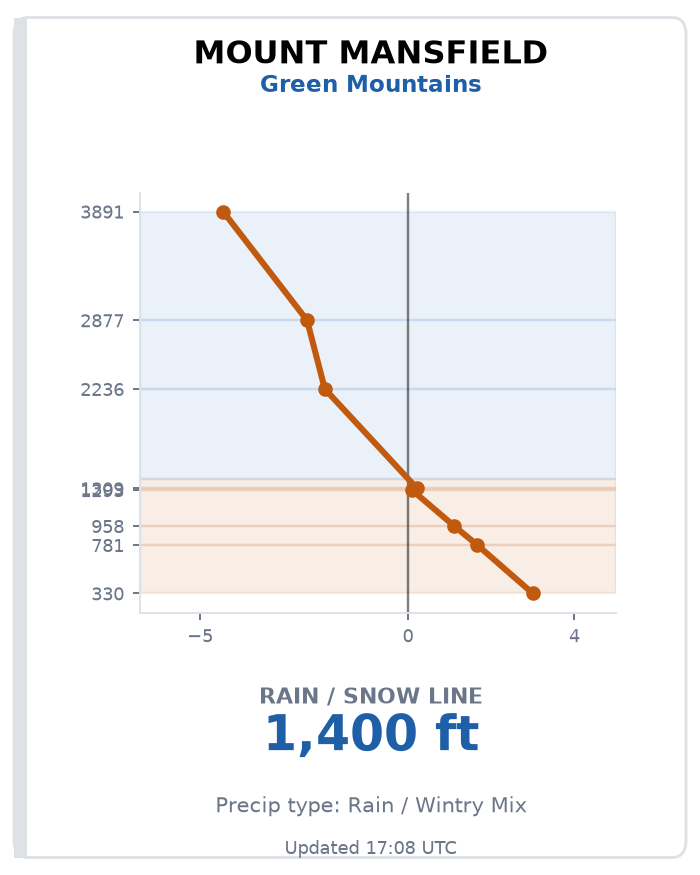 MOUNT MANSFIELD
Green Mountains
3891
2877
2236
958
781
330
−5 0 4
RAIN / SNOW LINE
1,400 ft
Precip type: Rain / Wintry Mix
Updated 17:08 UTC